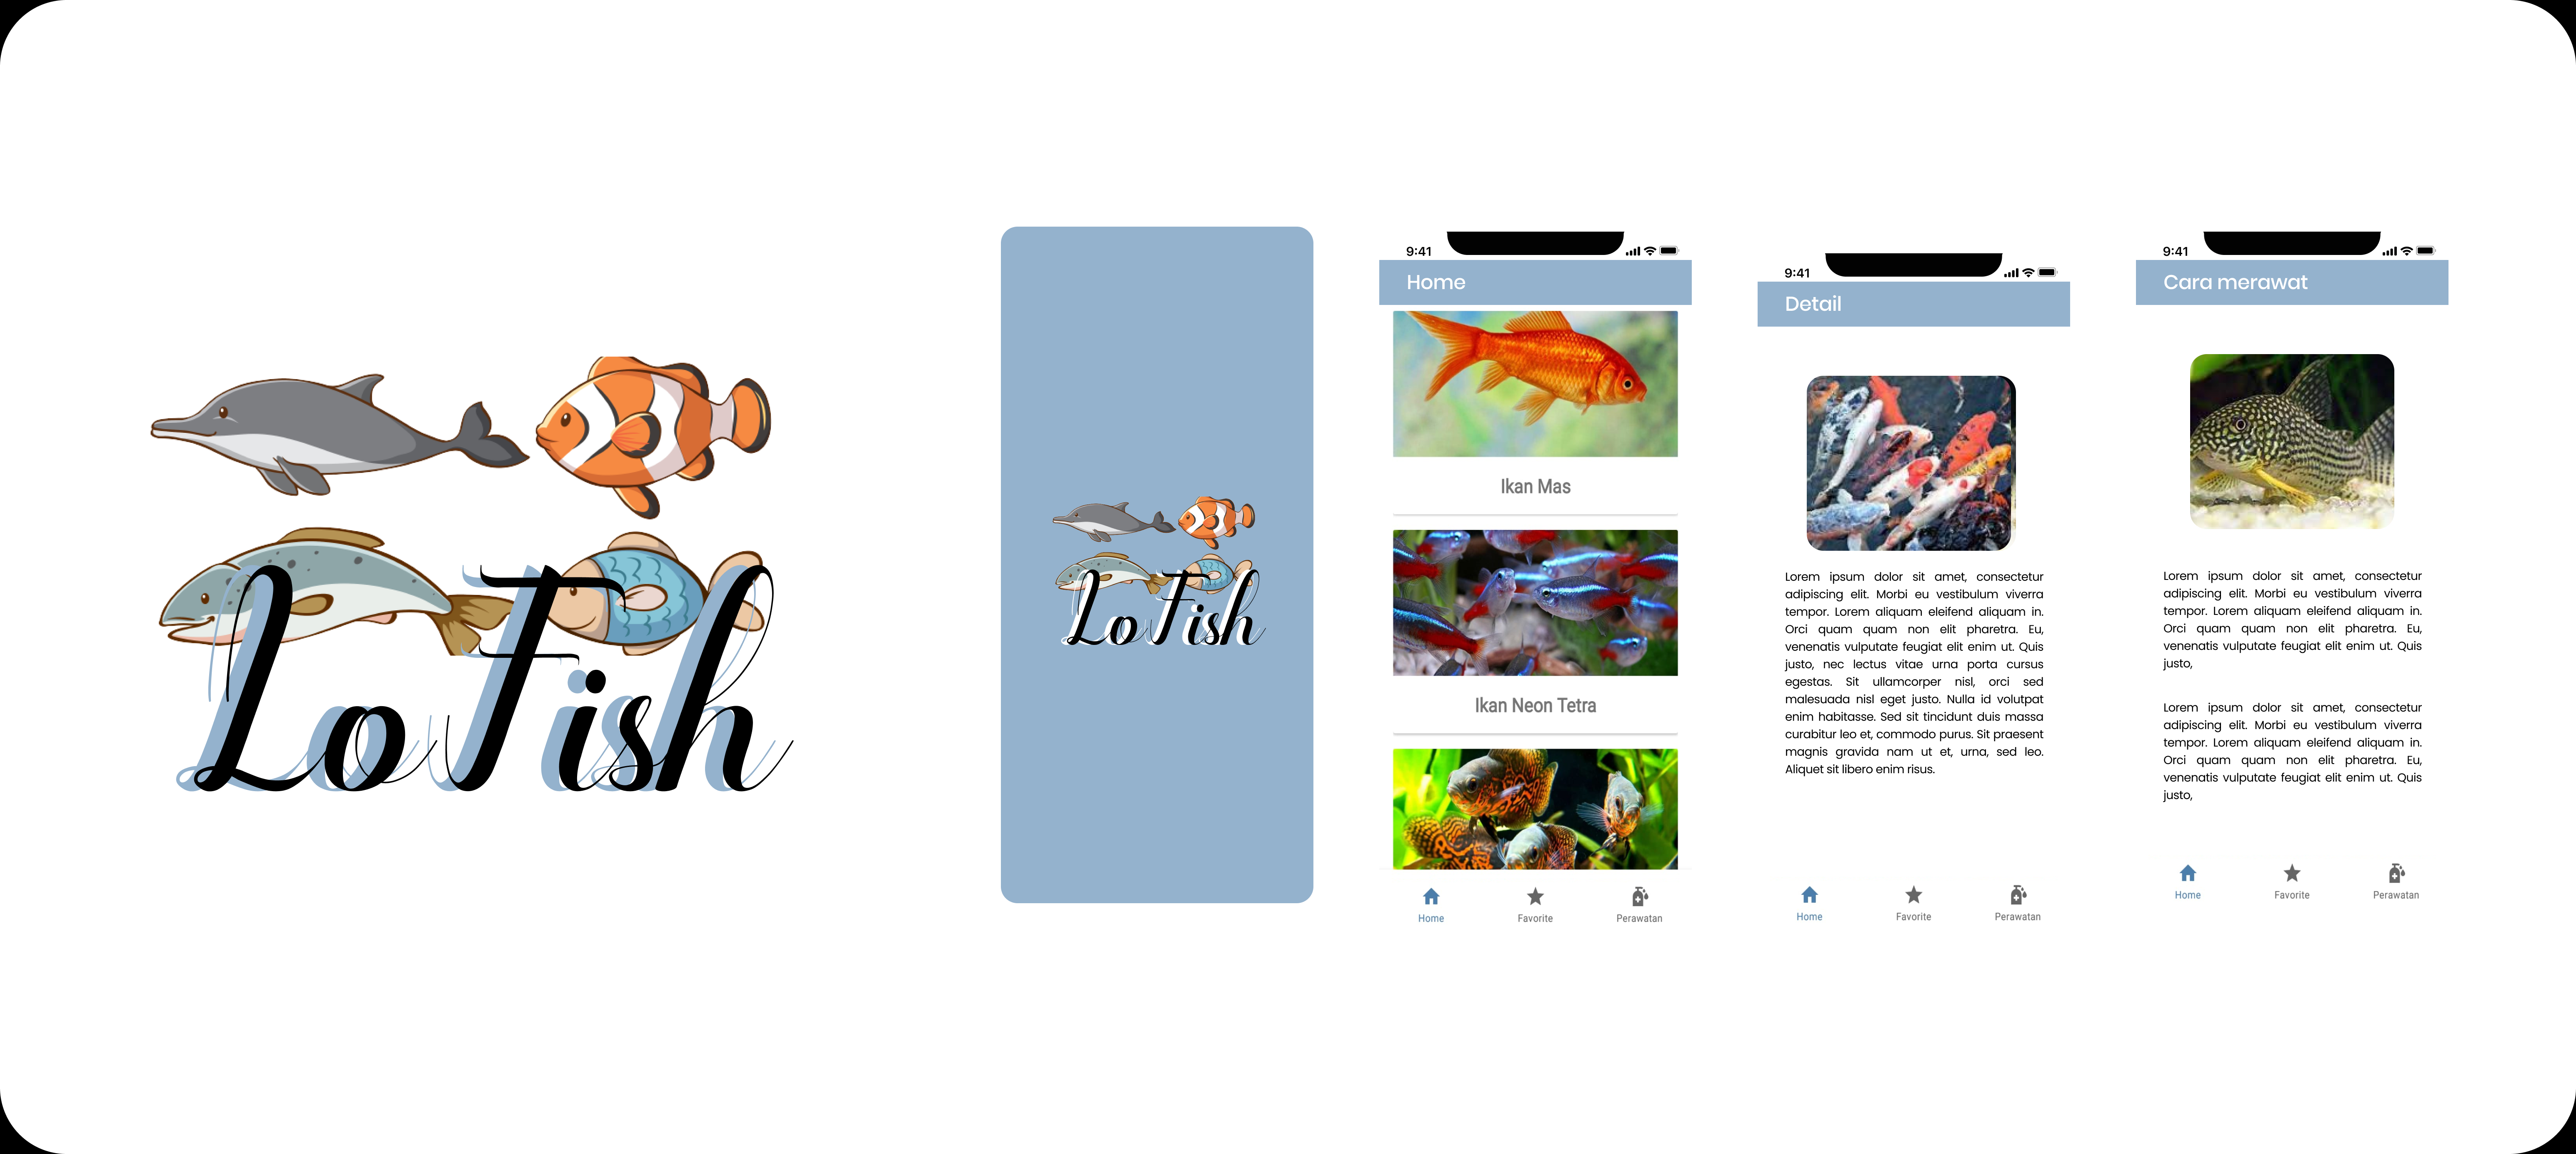 LoFish
LoFish
9:41
Home
Ikan Mas
Ikan Neon Tetra
Home
Favorite
Perawatan
9:41
Detail
Lorem ipsum dolor sit amet, consectetur
adipiscing elit. Morbi eu vestibulum viverra
tempor. Lorem aliquam eleifend aliquam in.
Orci quam quam non elit pharetra. Eu,
venenatis vulputate feugiat elit enim ut. Quis
justo, nec lectus vitae urna porta cursus
egestas. Sit ullamcorper nisl, orci sed
malesuada nisl eget justo. Nulla id volutpat
enim habitasse. Sed sit tincidunt duis massa
curabitur leo et, commodo purus. Sit praesent
magnis gravida nam ut et, urna, sed leo.
Aliquet sit libero enim risus.
Home
Favorite
Perawatan
9:41
Cara merawat
Lorem ipsum dolor sit amet, consectetur
adipiscing elit. Morbi eu vestibulum viverra
tempor. Lorem aliquam eleifend aliquam in.
Orci quam quam non elit pharetra. Eu,
venenatis vulputate feugiat elit enim ut. Quis
justo,
Lorem ipsum dolor sit amet, consectetur
adipiscing elit. Morbi eu vestibulum viverra
tempor. Lorem aliquam eleifend aliquam in.
Orci quam quam non elit pharetra. Eu,
venenatis vulputate feugiat elit enim ut. Quis
justo,
Home
Favorite
Perawatan